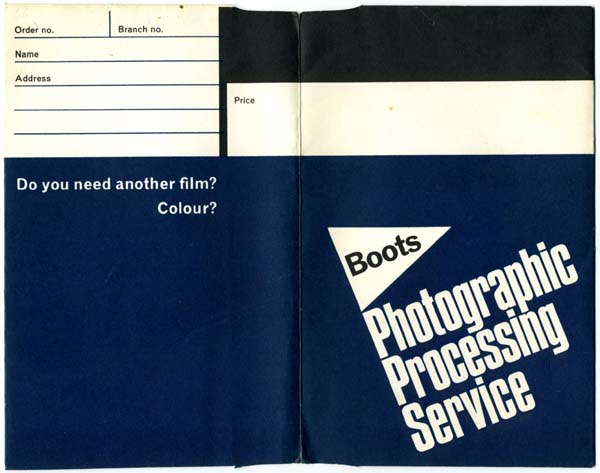 Order no. Branch no.
Name
Address
Price
Do you need another film?
Colour?
Boots
Photographic
Processing
Service